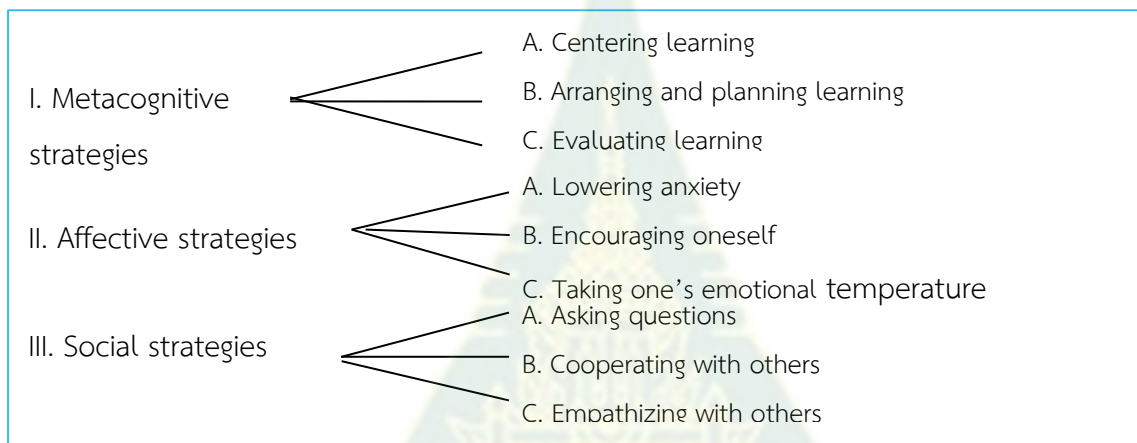 I. Metacognitive
strategies
A. Centering learning
B. Arranging and planning learning
C. Evaluating learning
II. Affective strategies
A. Lowering anxiety
B. Encouraging oneself
C. Taking one’s emotional temperature
III. Social strategies
A. Asking questions
B. Cooperating with others
C. Empathizing with others